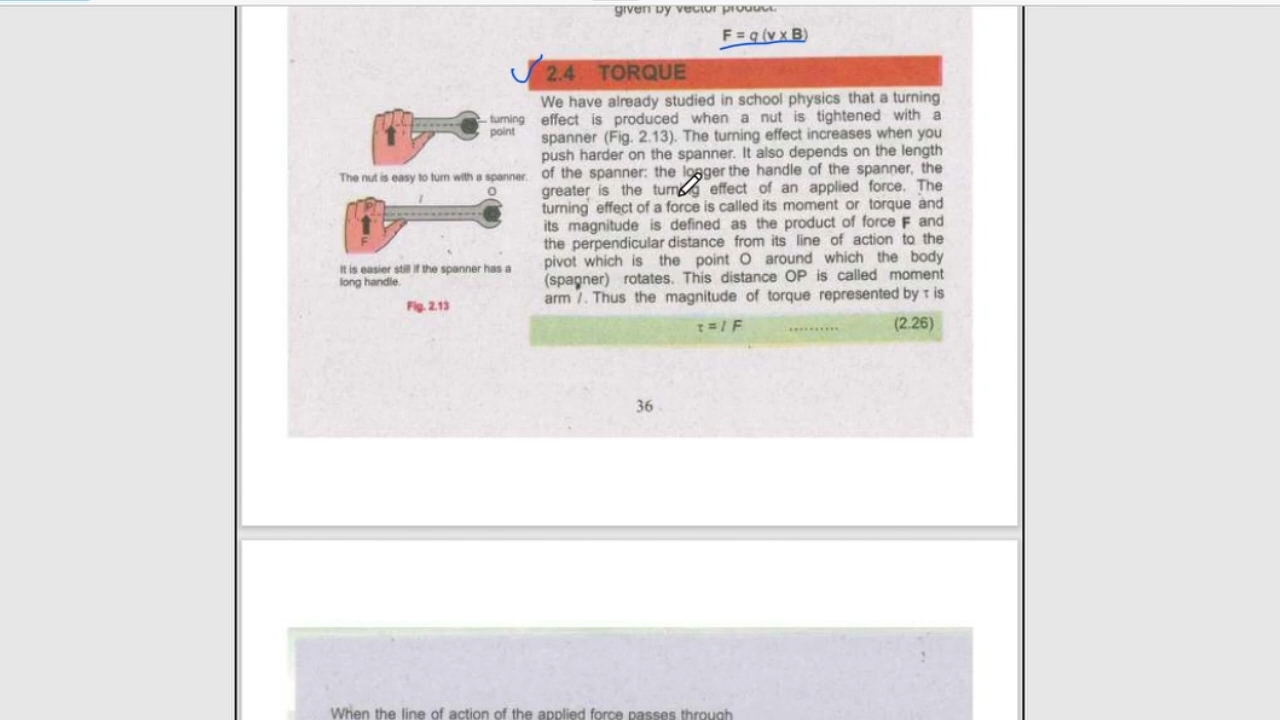 given by vector product.
F = q (v x B)
2.4 TORQUE
We have already studied in school physics that a turning
effect is produced when a nut is tightened with a
spanner (Fig. 2.13). The turning effect increases when you
push harder on the spanner. It also depends on the length
of the spanner: the longer the handle of the spanner, the
greater is the turning effect of an applied force. The
turning effect of a force is called its moment or torque and
its magnitude is defined as the product of force F and
the perpendicular distance from its line of action to the
pivot which is the point O around which the body
(spanner) rotates. This distance OP is called moment
arm l. Thus the magnitude of torque represented by τ is
τ = l F .......... (2.26)
turning
point
The nut is easy to turn with a spanner.
O
l
P
F
It is easier still if the spanner has a
long handle.
Fig. 2.13
36
When the line of action of the applied force passes through